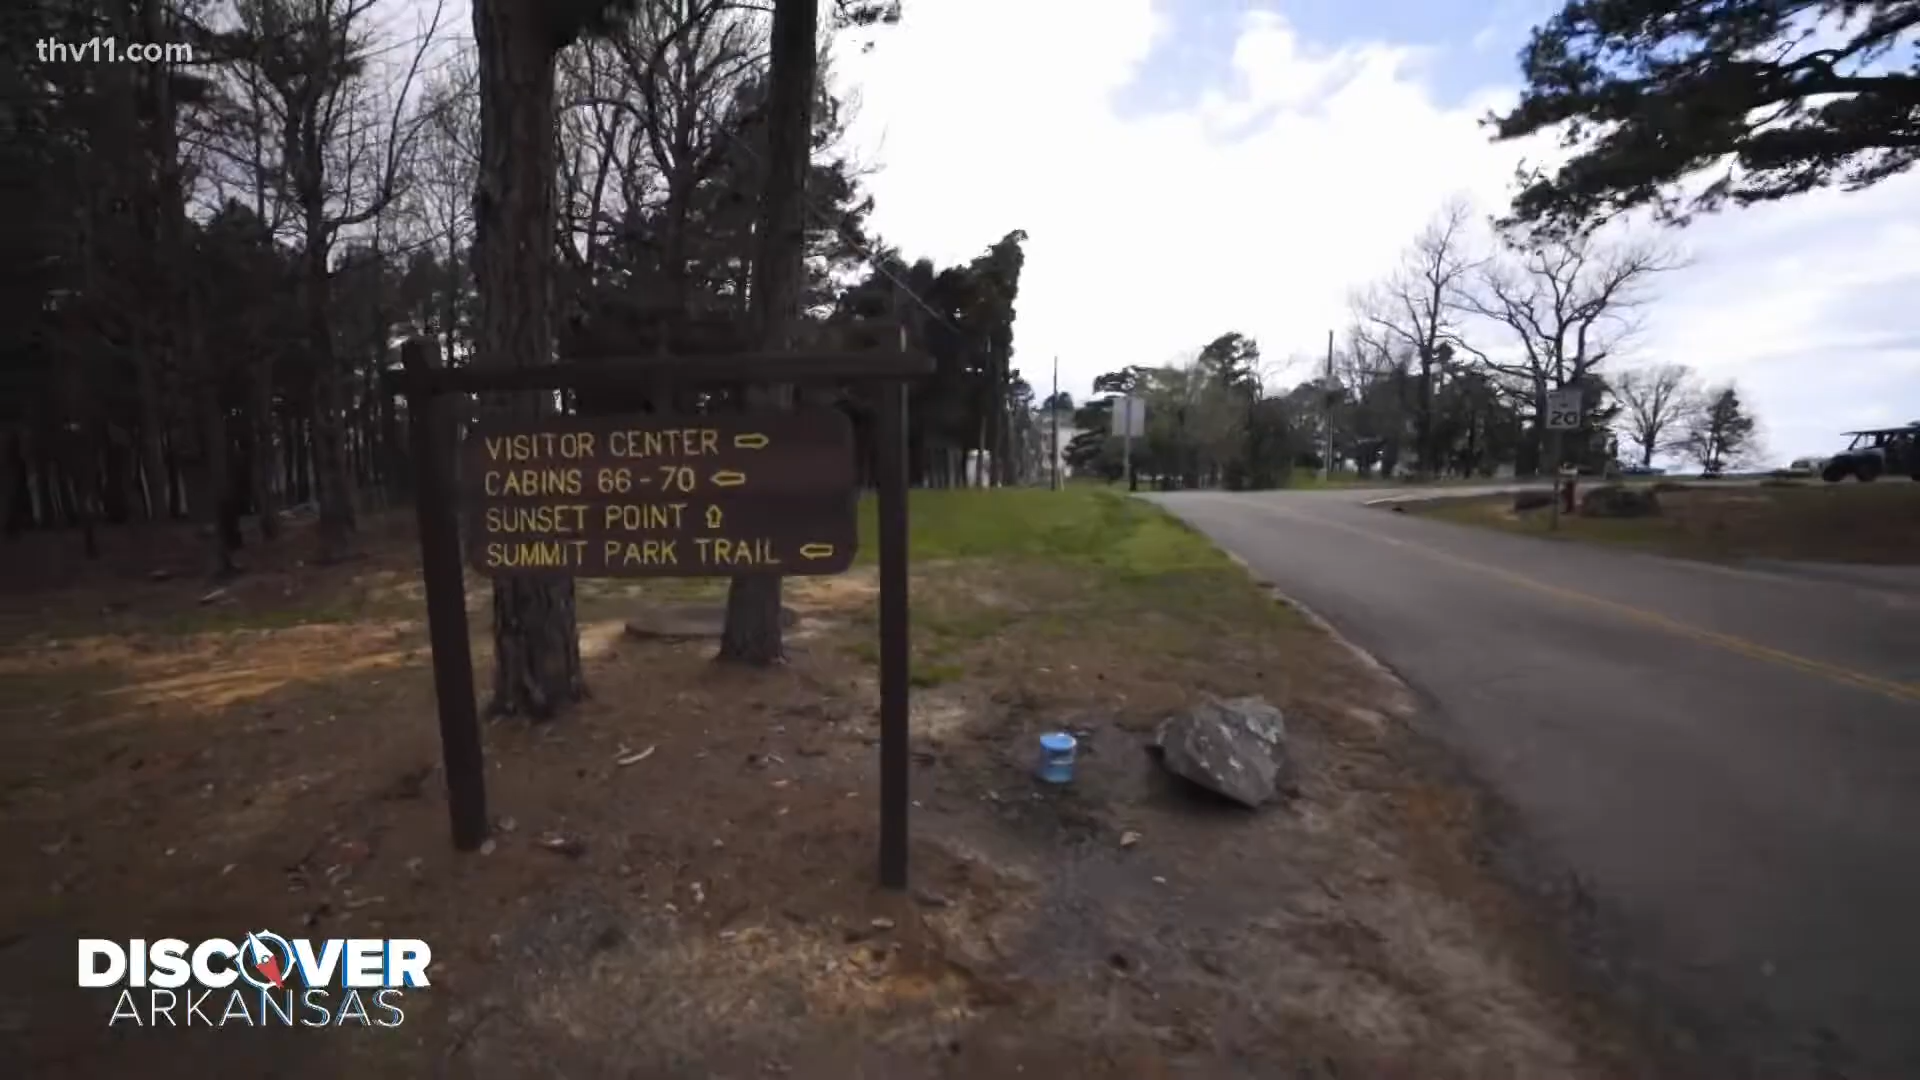 thv11.com
VISITOR CENTER
CABINS 66-70
SUNSET POINT
SUMMIT PARK TRAIL
20
DISCOVER
ARKANSAS